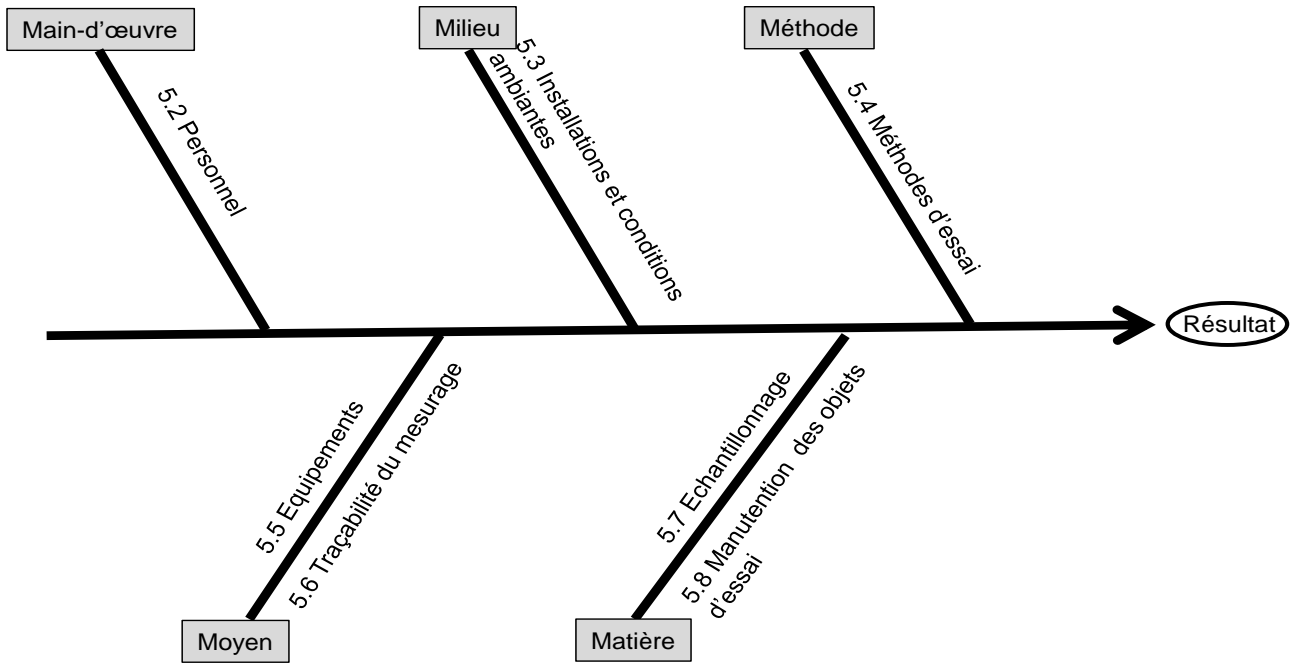 Main-d’œuvre
Milieu
Méthode
5.2 Personnel
5.3 Installations et conditions
ambiantes
5.4 Méthodes d’essai
Résultat
5.5 Equipements
5.6 Traçabilité du mesurage
5.7 Echantillonnage
5.8 Manutention des objets
d’essai
Moyen
Matière